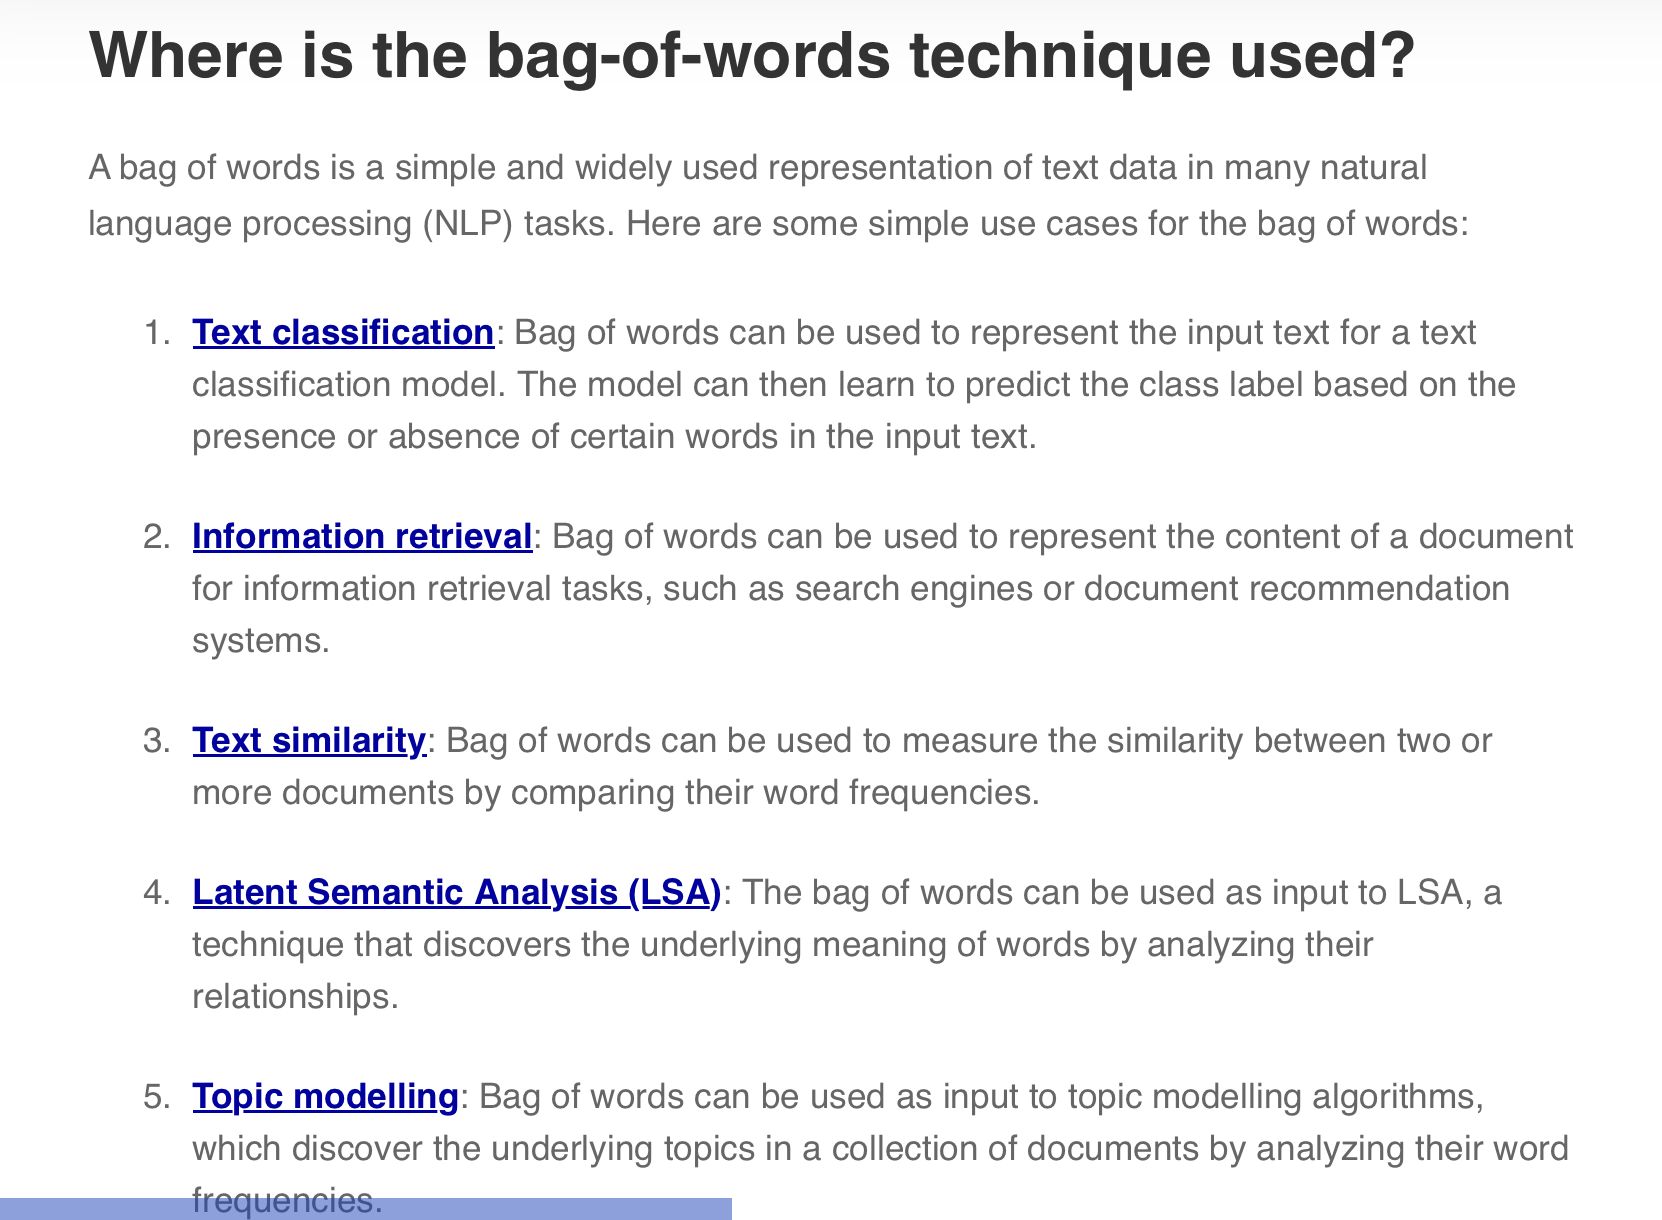 Where is the bag-of-words technique used?
A bag of words is a simple and widely used representation of text data in many natural
language processing (NLP) tasks. Here are some simple use cases for the bag of words:
1. Text classification: Bag of words can be used to represent the input text for a text
classification model. The model can then learn to predict the class label based on the
presence or absence of certain words in the input text.
2. Information retrieval: Bag of words can be used to represent the content of a document
for information retrieval tasks, such as search engines or document recommendation
systems.
3. Text similarity: Bag of words can be used to measure the similarity between two or
more documents by comparing their word frequencies.
4. Latent Semantic Analysis (LSA): The bag of words can be used as input to LSA, a
technique that discovers the underlying meaning of words by analyzing their
relationships.
5. Topic modelling: Bag of words can be used as input to topic modelling algorithms,
which discover the underlying topics in a collection of documents by analyzing their word
frequencies.